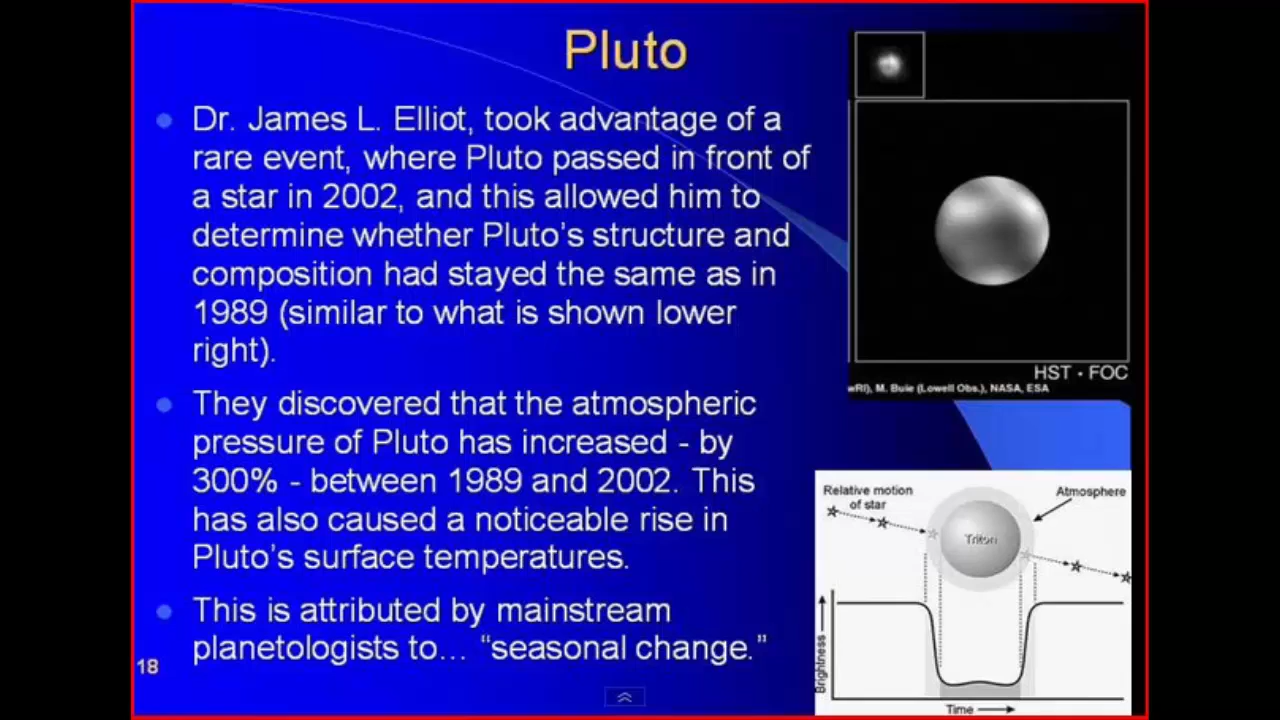 Pluto
Dr. James L. Elliot, took advantage of a
rare event, where Pluto passed in front of
a star in 2002, and this allowed him to
determine whether Pluto's structure and
composition had stayed the same as in
1989 (similar to what is shown lower
right).
They discovered that the atmospheric
pressure of Pluto has increased - by
300% - between 1989 and 2002. This
has also caused a noticeable rise in
Pluto's surface temperatures.
This is attributed by mainstream
planetologists to... “seasonal change.”
18
HST • FOC
wRI), M. Buie (Lowell Obs.), NASA, ESA
Relative motion
of star
Atmosphere
Triton
Brightness
Time